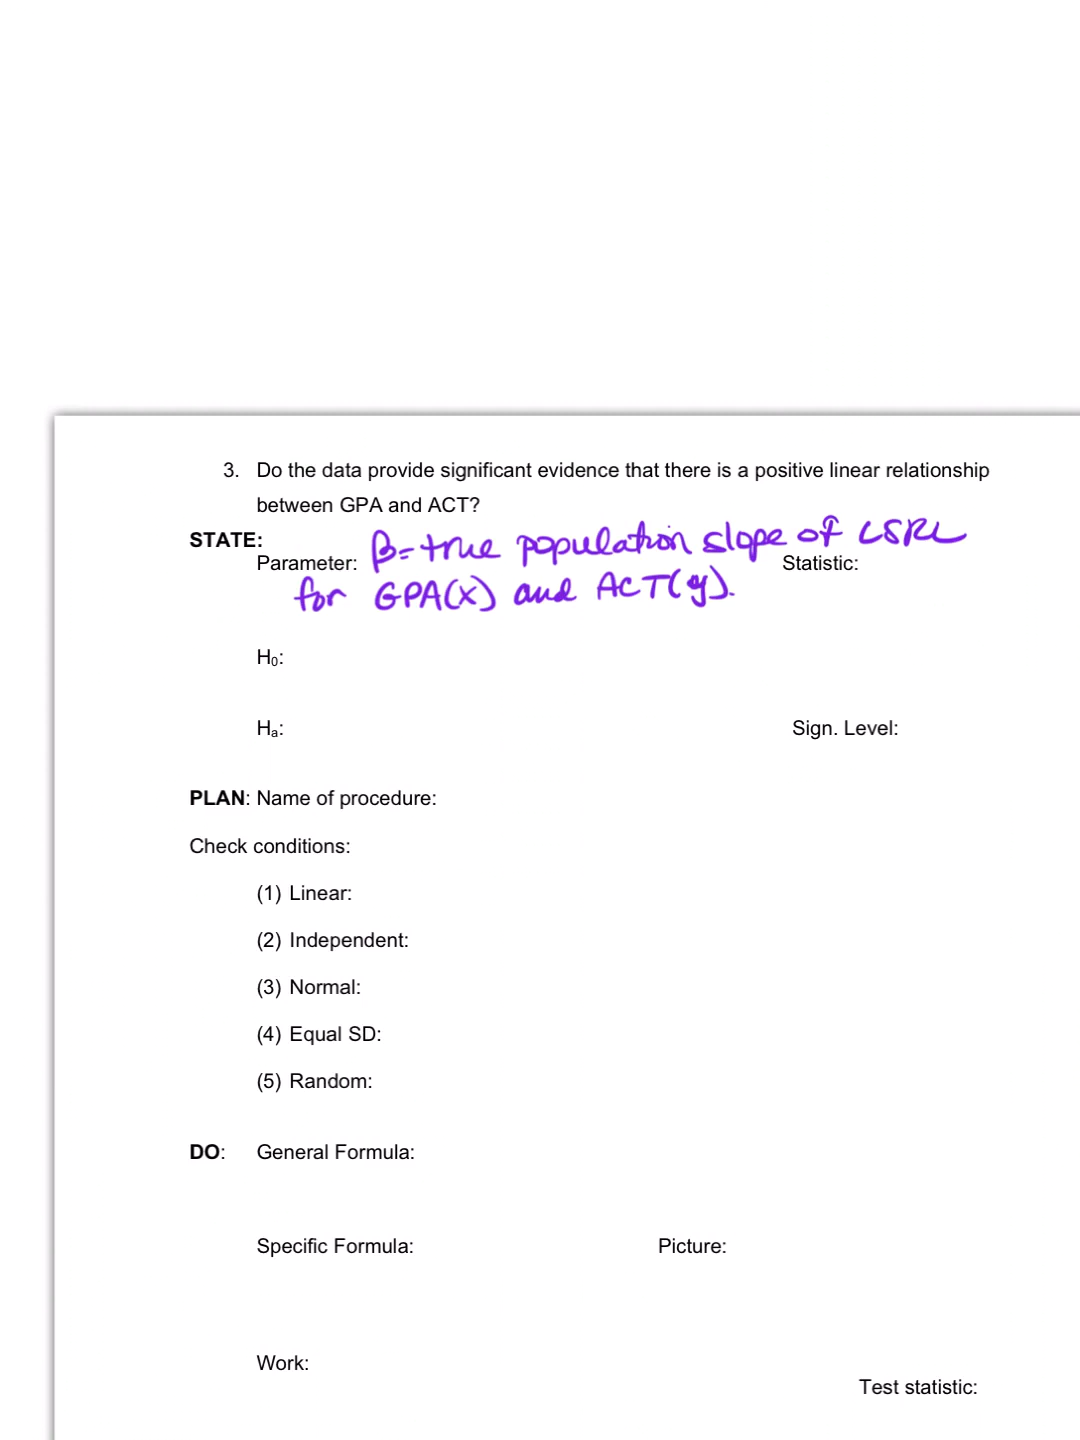 3. Do the data provide significant evidence that there is a positive linear relationship
between GPA and ACT?
STATE:
Parameter: β = true population slope of LSRL
Statistic:
for GPA(x) and ACT(y).
H₀:
Hₐ:
Sign. Level:
PLAN: Name of procedure:
Check conditions:
(1) Linear:
(2) Independent:
(3) Normal:
(4) Equal SD:
(5) Random:
DO: General Formula:
Specific Formula:
Picture:
Work:
Test statistic: